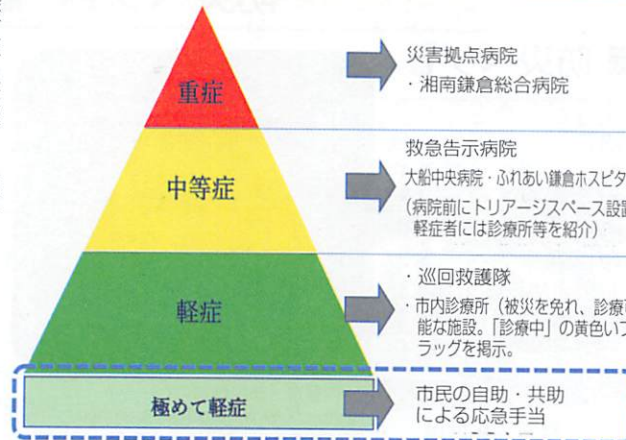 重症
災害拠点病院
・湘南鎌倉総合病院
中等症
救急告示病院
大船中央病院・ふれあい鎌倉ホスピタ
(病院前にトリアージスペース設置
軽症者には診療所等を紹介)
軽症
・巡回救護隊
・市内診療所(被災を免れ、診療可
能な施設。「診療中」の黄色いフ
ラッグを掲示。
極めて軽症
市民の自助・共助
による応急手当